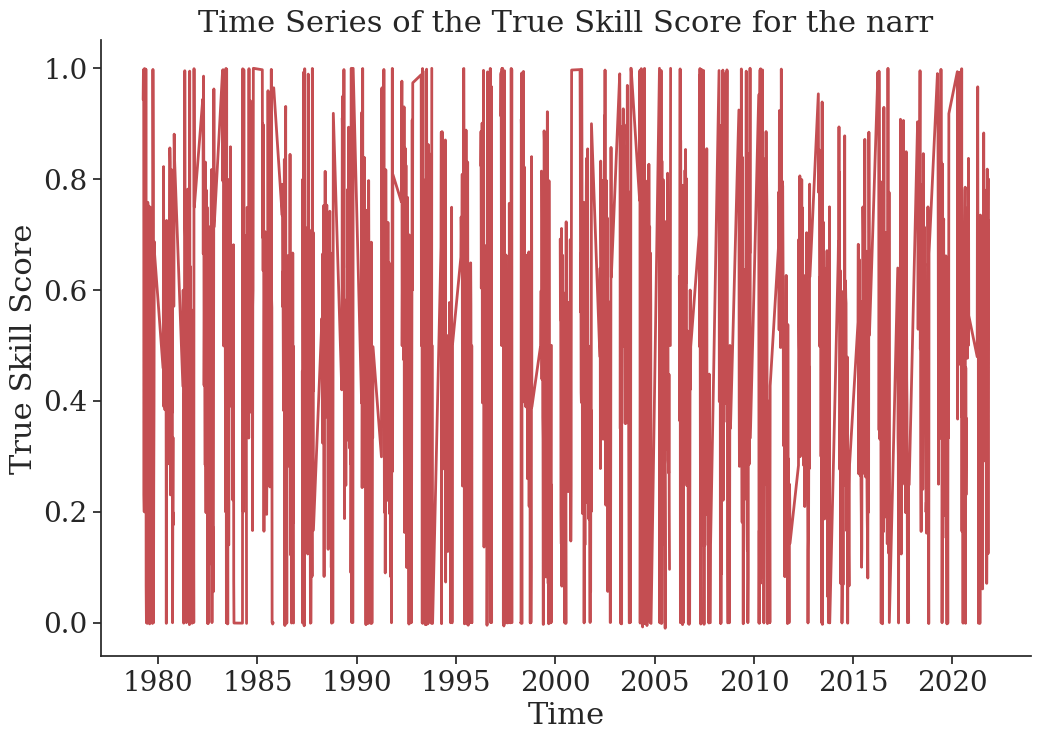 Time Series of the True Skill Score for the narr
True Skill Score
1.0
0.8
0.6
0.4
0.2
0.0
1980 1985 1990 1995 2000 2005 2010 2015 2020
Time